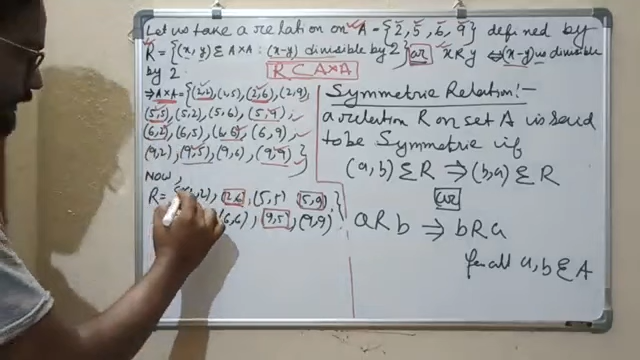 Let us take a relation on A = {2, 5, 6, 9} defined by
R = {(x, y) ∑ A×A : (x-y) divisible by 2} or x R y ⇔ (x-y) is divisible
by 2.
R ⊂ A×A
⇒ A×A = {(2,2), (2,5), (2,6), (2,9),
(5,5), (5,2), (5,6), (5,9),
(6,2), (6,5), (6,6), (6,9),
(9,2), (9,5), (9,6), (9,9)}
Now,
R = {(2,2), (2,6), (5,5) (5,9),
(6,6), (9,5), (9,9)}
Symmetric Relation:-
a relation R on set A is said
to be Symmetric if
(a,b) ∑ R ⇒ (b,a) ∑ R
or
aRb ⇒ bRa
for all a,b ∑ A